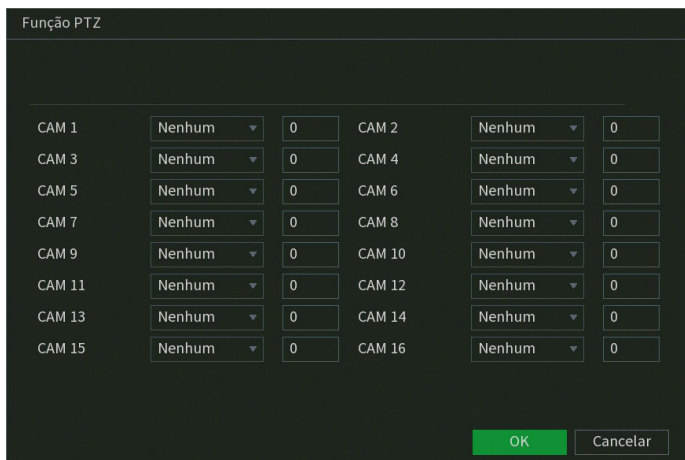 Função PTZ
CAM 1 Nenhum 0 CAM 2 Nenhum 0
CAM 3 Nenhum 0 CAM 4 Nenhum 0
CAM 5 Nenhum 0 CAM 6 Nenhum 0
CAM 7 Nenhum 0 CAM 8 Nenhum 0
CAM 9 Nenhum 0 CAM 10 Nenhum 0
CAM 11 Nenhum 0 CAM 12 Nenhum 0
CAM 13 Nenhum 0 CAM 14 Nenhum 0
CAM 15 Nenhum 0 CAM 16 Nenhum 0
OK Cancelar